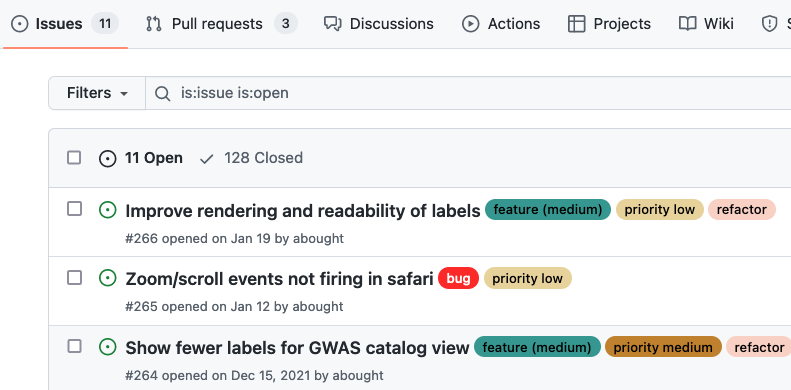 Issues 11 Pull requests 3 Discussions Actions Projects Wiki S
Filters is:issue is:open
11 Open 128 Closed
Improve rendering and readability of labels feature (medium) priority low refactor
#266 opened on Jan 19 by abought
Zoom/scroll events not firing in safari bug priority low
#265 opened on Jan 12 by abought
Show fewer labels for GWAS catalog view feature (medium) priority medium refactor
#264 opened on Dec 15, 2021 by abought